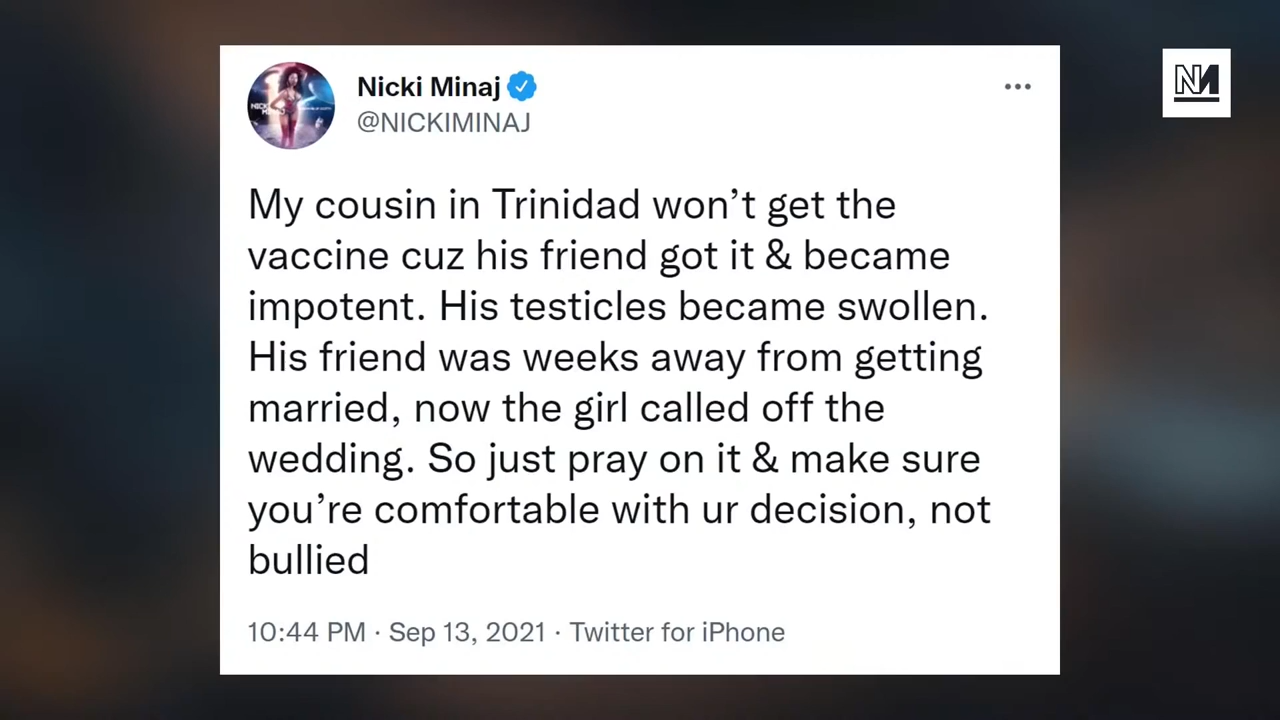 Nicki Minaj
@NICKIMINAJ
My cousin in Trinidad won’t get the
vaccine cuz his friend got it & became
impotent. His testicles became swollen.
His friend was weeks away from getting
married, now the girl called off the
wedding. So just pray on it & make sure
you’re comfortable with ur decision, not
bullied
10:44 PM · Sep 13, 2021 · Twitter for iPhone
NM